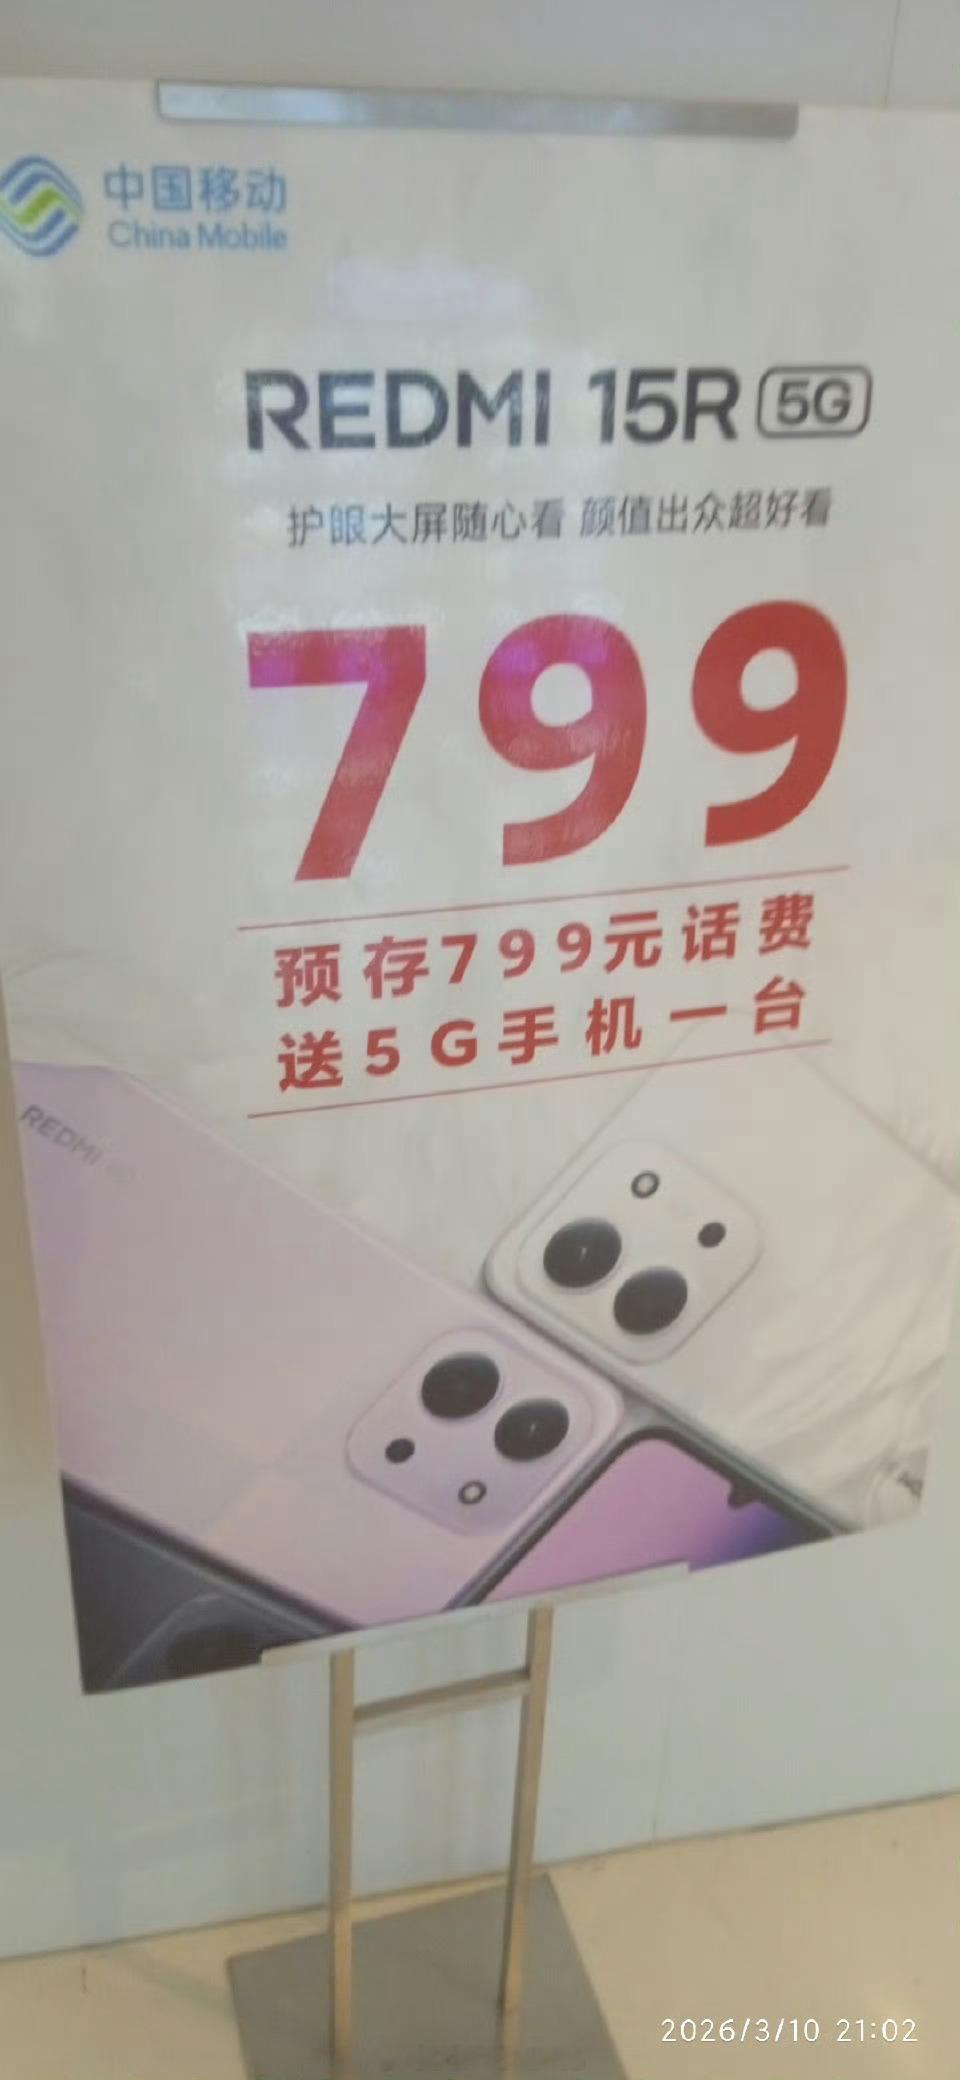 中国移动
China Mobile
REDMI 15R 5G
护眼大屏随心看 颜值出众超好看
799
预存799元话费
送5G手机一台
REDMI
2026/3/10 21:02